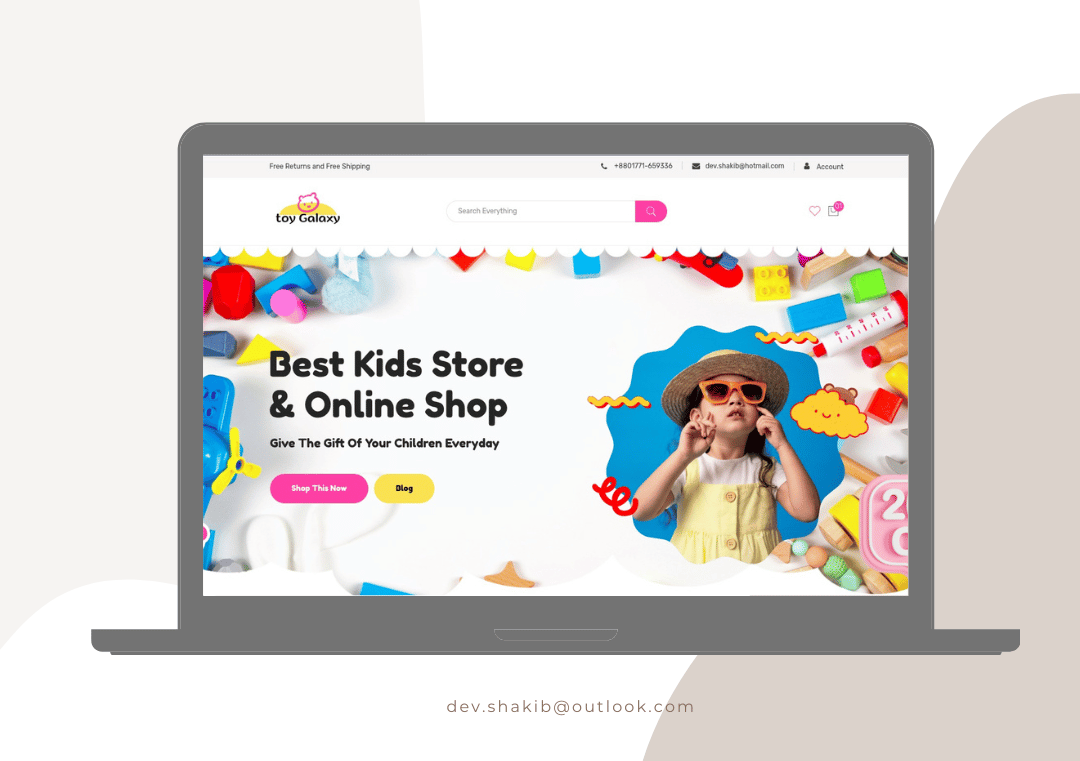 Free Returns and Free Shipping
+8801771-659336
dev.shakib@hotmail.com
Account
toy Galaxy
Search Everything
Best Kids Store
& Online Shop
Give The Gift Of Your Children Everyday
Shop This Now
Blog
2
dev.shakib@outlook.com